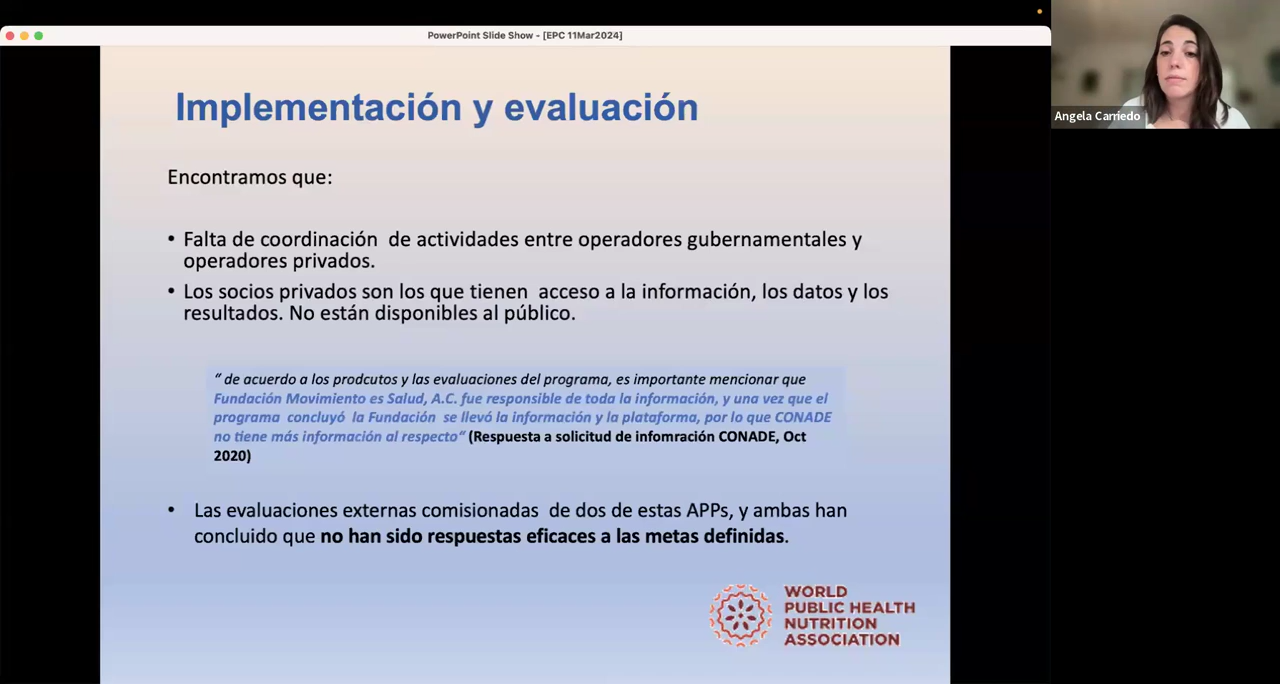 PowerPoint Slide Show - [EPC 11Mar2024]
Angela Carriedo
Implementación y evaluación
Encontramos que:
• Falta de coordinación de actividades entre operadores gubernamentales y
operadores privados.
• Los socios privados son los que tienen acceso a la información, los datos y los
resultados. No están disponibles al público.
“ de acuerdo a los prodcutos y las evaluaciones del programa, es importante mencionar que
Fundación Movimiento es Salud, A.C. fue responsible de toda la información, y una vez que el
programa concluyó la Fundación se llevó la información y la plataforma, por lo que CONADE
no tiene más información al respecto“ (Respuesta a solicitud de infomración CONADE, Oct
2020)
• Las evaluaciones externas comisionadas de dos de estas APPs, y ambas han
concluido que no han sido respuestas eficaces a las metas definidas.
WORLD
PUBLIC HEALTH
NUTRITION
ASSOCIATION